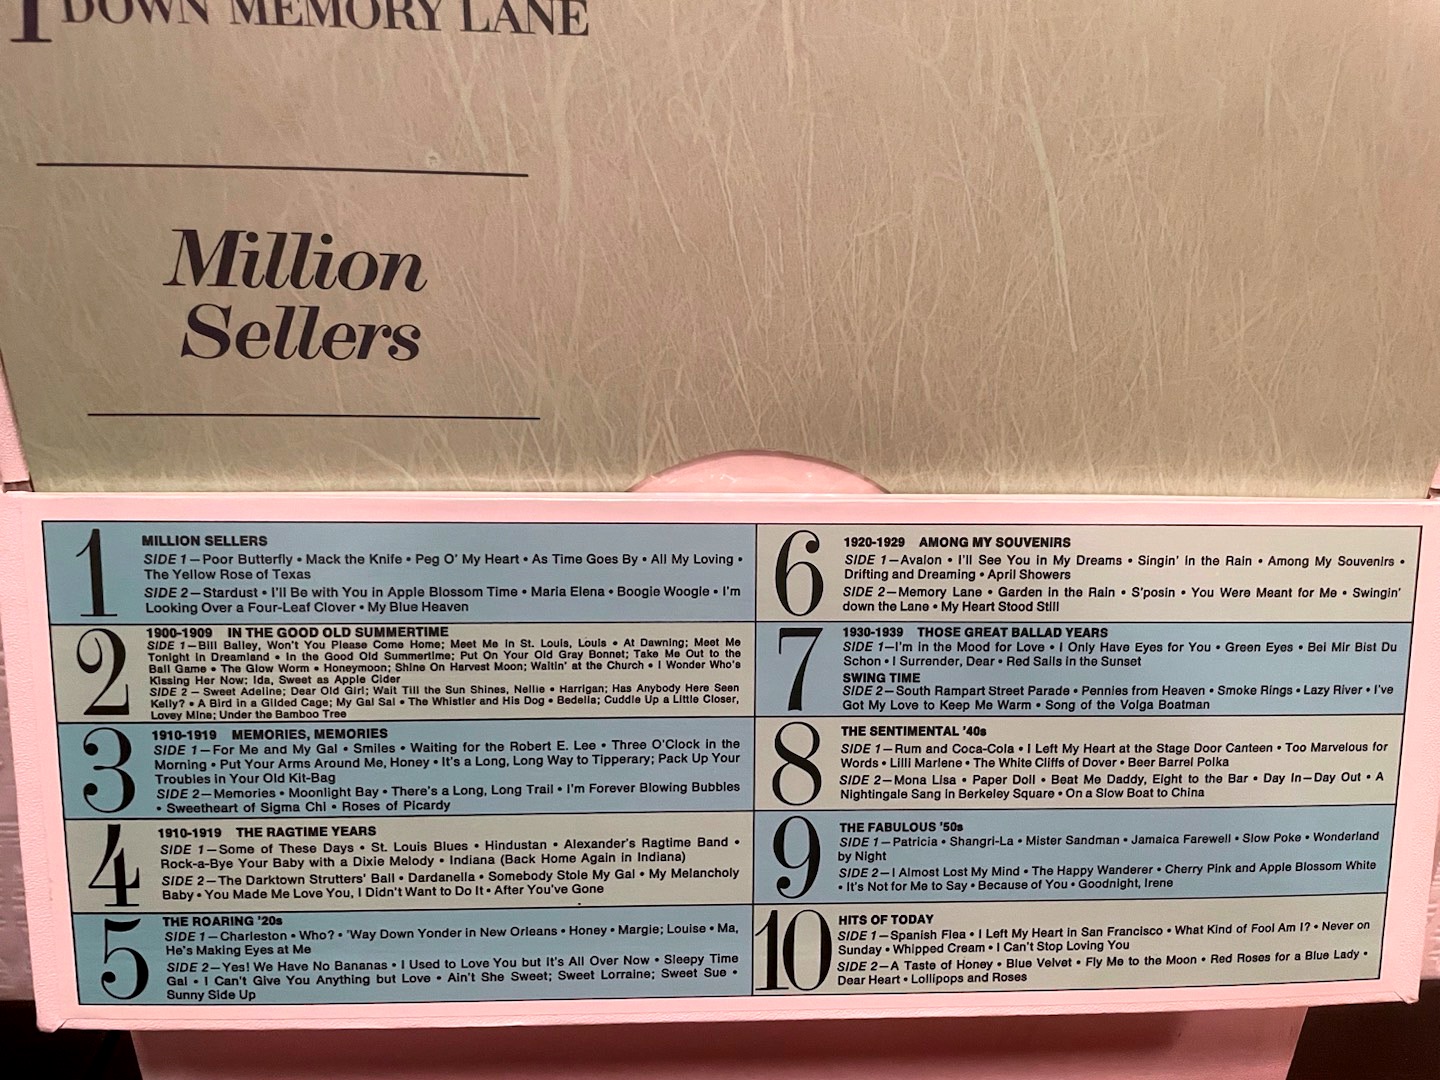 DOWN MEMORY LANE
Million
Sellers
1
MILLION SELLERS
SIDE 1—Poor Butterfly • Mack the Knife • Peg O' My Heart • As Time Goes By • All My Loving •
The Yellow Rose of Texas
SIDE 2—Stardust • I'll Be with You in Apple Blossom Time • Maria Elena • Boogie Woogle • I'm
Looking Over a Four-Leaf Clover • My Blue Heaven
2
1900-1909 IN THE GOOD OLD SUMMERTIME
SIDE 1—Bill Bailey, Won't You Please Come Home; Meet Me in St. Louis, Louis • At Dawning; Meet Me
Tonight in Dreamland • In the Good Old Summertime; Put On Your Old Gray Bonnet; Take Me Out to the
Ball Game • The Glow Worm • Honeymoon; Shine On Harvest Moon; Waitin' at the Church • I Wonder Who's
Kissing Her Now; Ida, Sweet as Apple Cider
SIDE 2 — Sweet Adeline; Dear Old Girl; Wait Till the Sun Shines, Nellie • Harrigan; Has Anybody Here Seen
Kelly? • A Bird in a Gilded Cage; My Gal Sal • The Whistler and His Dog • Bedelia; Cuddle Up a Little Closer,
Lovey Mine; Under the Bamboo Tree
3
1910-1919 MEMORIES, MEMORIES
SIDE 1—For Me and My Gal • Smiles • Waiting for the Robert E. Lee • Three O'Clock in the
Morning • Put Your Arms Around Me, Honey • It's a Long, Long Way to Tipperary; Pack Up Your
Troubles in Your Old Kit-Bag
SIDE 2—Memories • Moonlight Bay • There's a Long, Long Trail • I'm Forever Blowing Bubbles
• Sweetheart of Sigma Chi • Roses of Picardy
4
1910-1919 THE RAGTIME YEARS
SIDE 1—Some of These Days • St. Louis Blues • Hindustan • Alexander's Ragtime Band •
Rock-a-Bye Your Baby with a Dixie Melody • Indiana (Back Home Again in Indiana)
SIDE 2—The Darktown Strutters' Ball • Dardanella • Somebody Stole My Gal • My Melancholy
Baby • You Made Me Love You, I Didn't Want to Do It • After You've Gone
5
THE ROARING '20s
SIDE 1—Charleston • Who? • 'Way Down Yonder in New Orleans • Honey • Margie; Louise • Ma,
He's Making Eyes at Me
SIDE 2—Yes! We Have No Bananas • I Used to Love You but It's All Over Now • Sleepy Time
Gal • I Can't Give You Anything but Love • Ain't She Sweet; Sweet Lorraine; Sweet Sue •
Sunny Side Up
6
1920-1929 AMONG MY SOUVENIRS
SIDE 1—Avalon • I'll See You in My Dreams • Singin' in the Rain • Among My Souvenirs •
Drifting and Dreaming • April Showers
SIDE 2—Memory Lane • Garden in the Rain • S'posin • You Were Meant for Me • Swingin'
down the Lane • My Heart Stood Still
7
1930-1939 THOSE GREAT BALLAD YEARS
SIDE 1—I'm in the Mood for Love • I Only Have Eyes for You • Green Eyes • Bei Mir Bist Du
Schon • I Surrender, Dear • Red Sails in the Sunset
SWING TIME
SIDE 2—South Rampart Street Parade • Pennies from Heaven • Smoke Rings • Lazy River • I've
Got My Love to Keep Me Warm • Song of the Volga Boatman
8
THE SENTIMENTAL '40s
SIDE 1—Rum and Coca-Cola • I Left My Heart at the Stage Door Canteen • Too Marvelous for
Words • Lilli Marlene • The White Cliffs of Dover • Beer Barrel Polka
SIDE 2—Mona Lisa • Paper Doll • Beat Me Daddy, Eight to the Bar • Day In—Day Out • A
Nightingale Sang in Berkeley Square • On a Slow Boat to China
9
THE FABULOUS '50s
SIDE 1—Patricia • Shangri-La • Mister Sandman • Jamaica Farewell • Slow Poke • Wonderland
by Night
SIDE 2—I Almost Lost My Mind • The Happy Wanderer • Cherry Pink and Apple Blossom White
• It's Not for Me to Say • Because of You • Goodnight, Irene
10
HITS OF TODAY
SIDE 1—Spanish Flea • I Left My Heart in San Francisco • What Kind of Fool Am I? • Never on
Sunday • Whipped Cream • I Can't Stop Loving You
SIDE 2—A Taste of Honey • Blue Velvet • Fly Me to the Moon • Red Roses for a Blue Lady •
Dear Heart • Lollipops and Roses